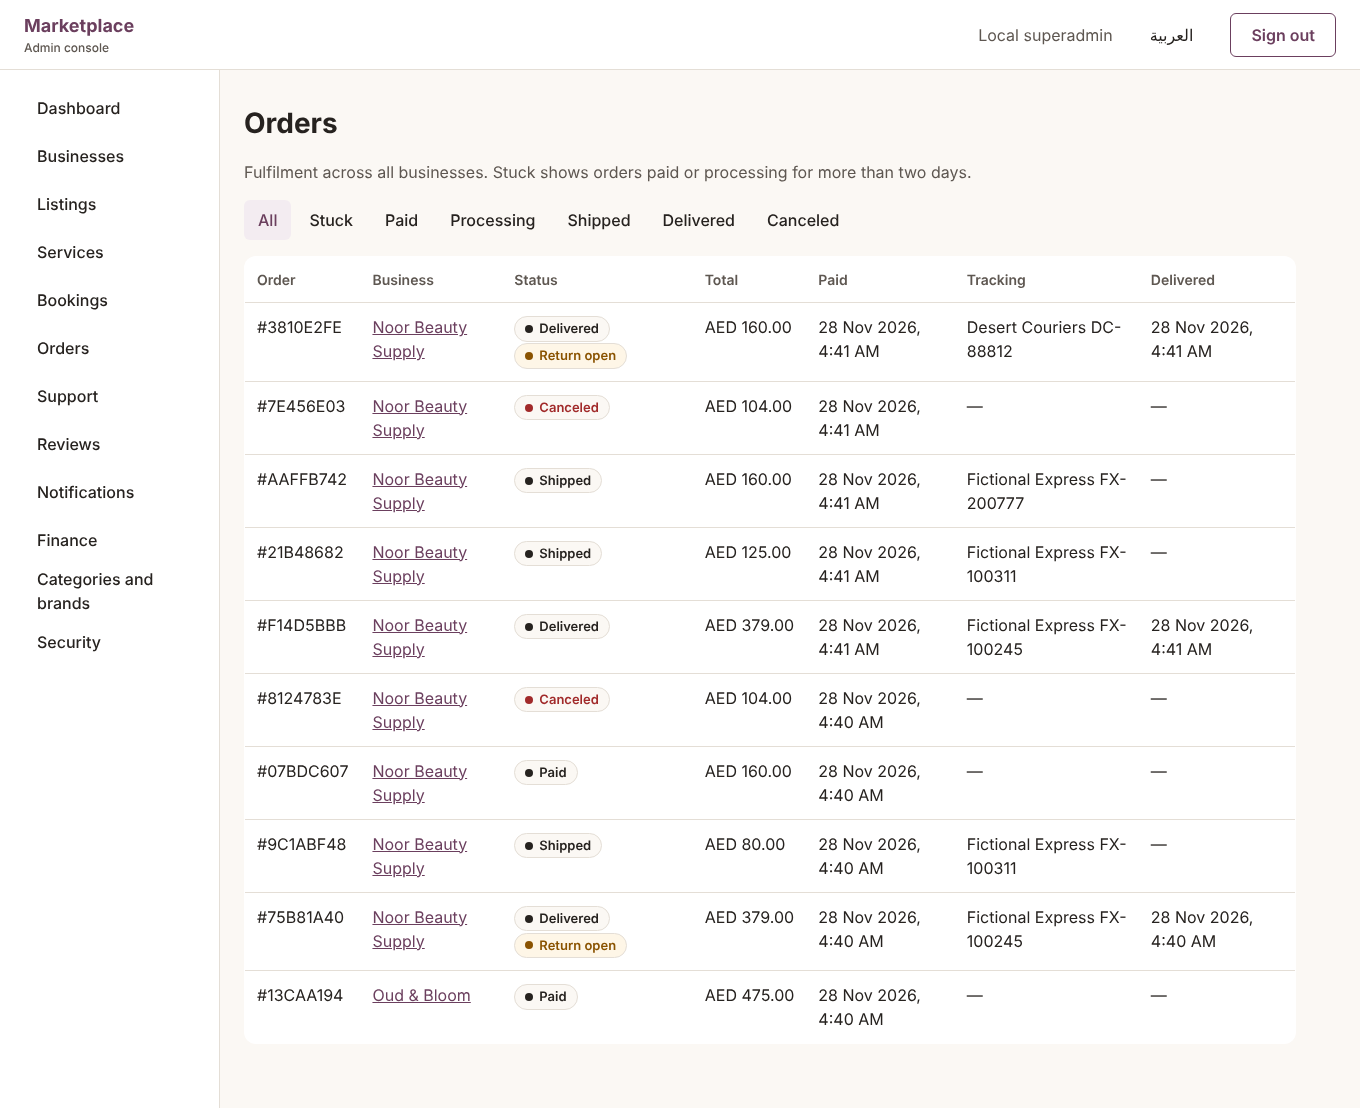 Marketplace
Admin console
Local superadmin
العربية
Sign out
Dashboard
Businesses
Listings
Services
Bookings
Orders
Support
Reviews
Notifications
Finance
Categories and
brands
Security
Orders
Fulfilment across all businesses. Stuck shows orders paid or processing for more than two days.
All Stuck Paid Processing Shipped Delivered Canceled
Order Business Status Total Paid Tracking Delivered
#3810E2FE Noor Beauty Delivered AED 160.00 28 Nov 2026, Desert Couriers DC- 28 Nov 2026,
Supply Return open 4:41 AM 88812 4:41 AM
#7E456E03 Noor Beauty Canceled AED 104.00 28 Nov 2026, — —
Supply 4:41 AM
#AAFFB742 Noor Beauty Shipped AED 160.00 28 Nov 2026, Fictional Express FX- —
Supply 4:41 AM 200777
#21B48682 Noor Beauty Shipped AED 125.00 28 Nov 2026, Fictional Express FX- —
Supply 4:41 AM 100311
#F14D5BBB Noor Beauty Delivered AED 379.00 28 Nov 2026, Fictional Express FX- 28 Nov 2026,
Supply 4:41 AM 100245 4:41 AM
#8124783E Noor Beauty Canceled AED 104.00 28 Nov 2026, — —
Supply 4:40 AM
#07BDC607 Noor Beauty Paid AED 160.00 28 Nov 2026, — —
Supply 4:40 AM
#9C1ABF48 Noor Beauty Shipped AED 80.00 28 Nov 2026, Fictional Express FX- —
Supply 4:40 AM 100311
#75B81A40 Noor Beauty Delivered AED 379.00 28 Nov 2026, Fictional Express FX- 28 Nov 2026,
Supply Return open 4:40 AM 100245 4:40 AM
#13CAA194 Oud & Bloom Paid AED 475.00 28 Nov 2026, — —
4:40 AM